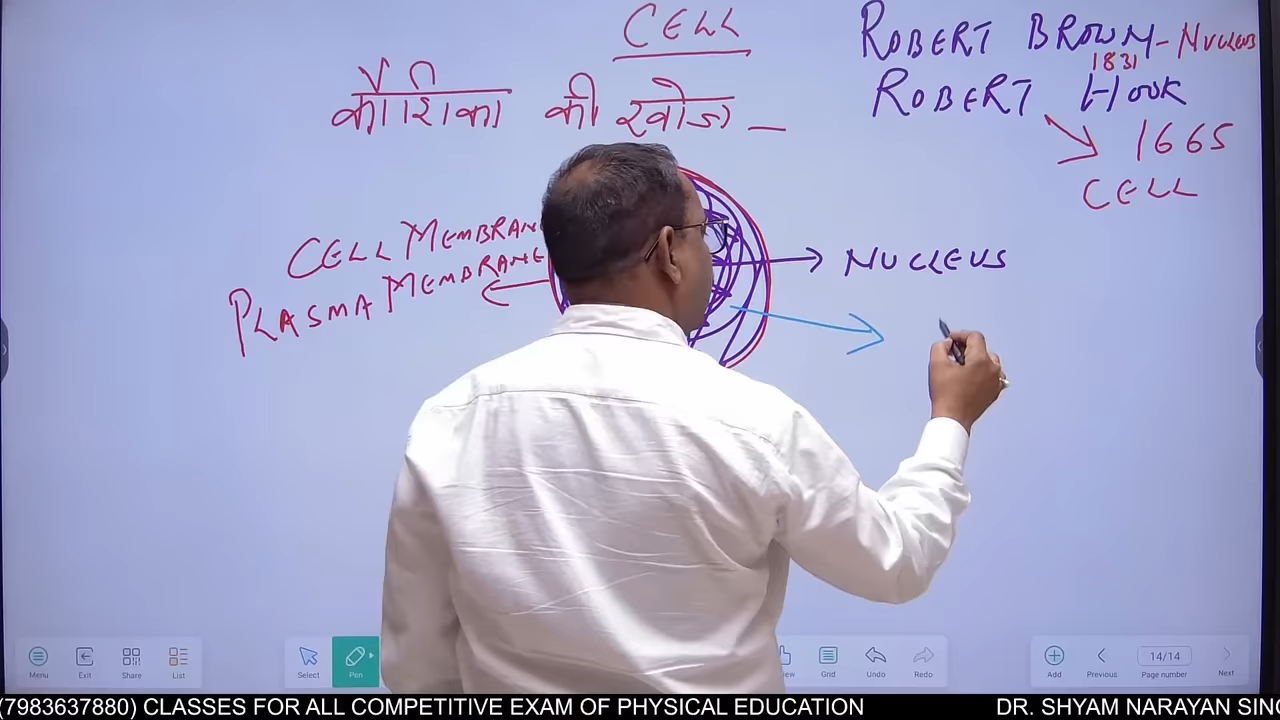 CELL
कोशिका की खोज –
ROBERT BROWN – NUCLEUS
1831
ROBERT HOOK
1665
CELL
CELL MEMBRANE
PLASMA MEMBRANE
NUCLEUS
Menu
Exit
Share
List
Select
Pen
Grid
Undo
Redo
Add
Previous
14/14
Page number
Next
(7983637880) CLASSES FOR ALL COMPETITIVE EXAM OF PHYSICAL EDUCATION DR. SHYAM NARAYAN SING